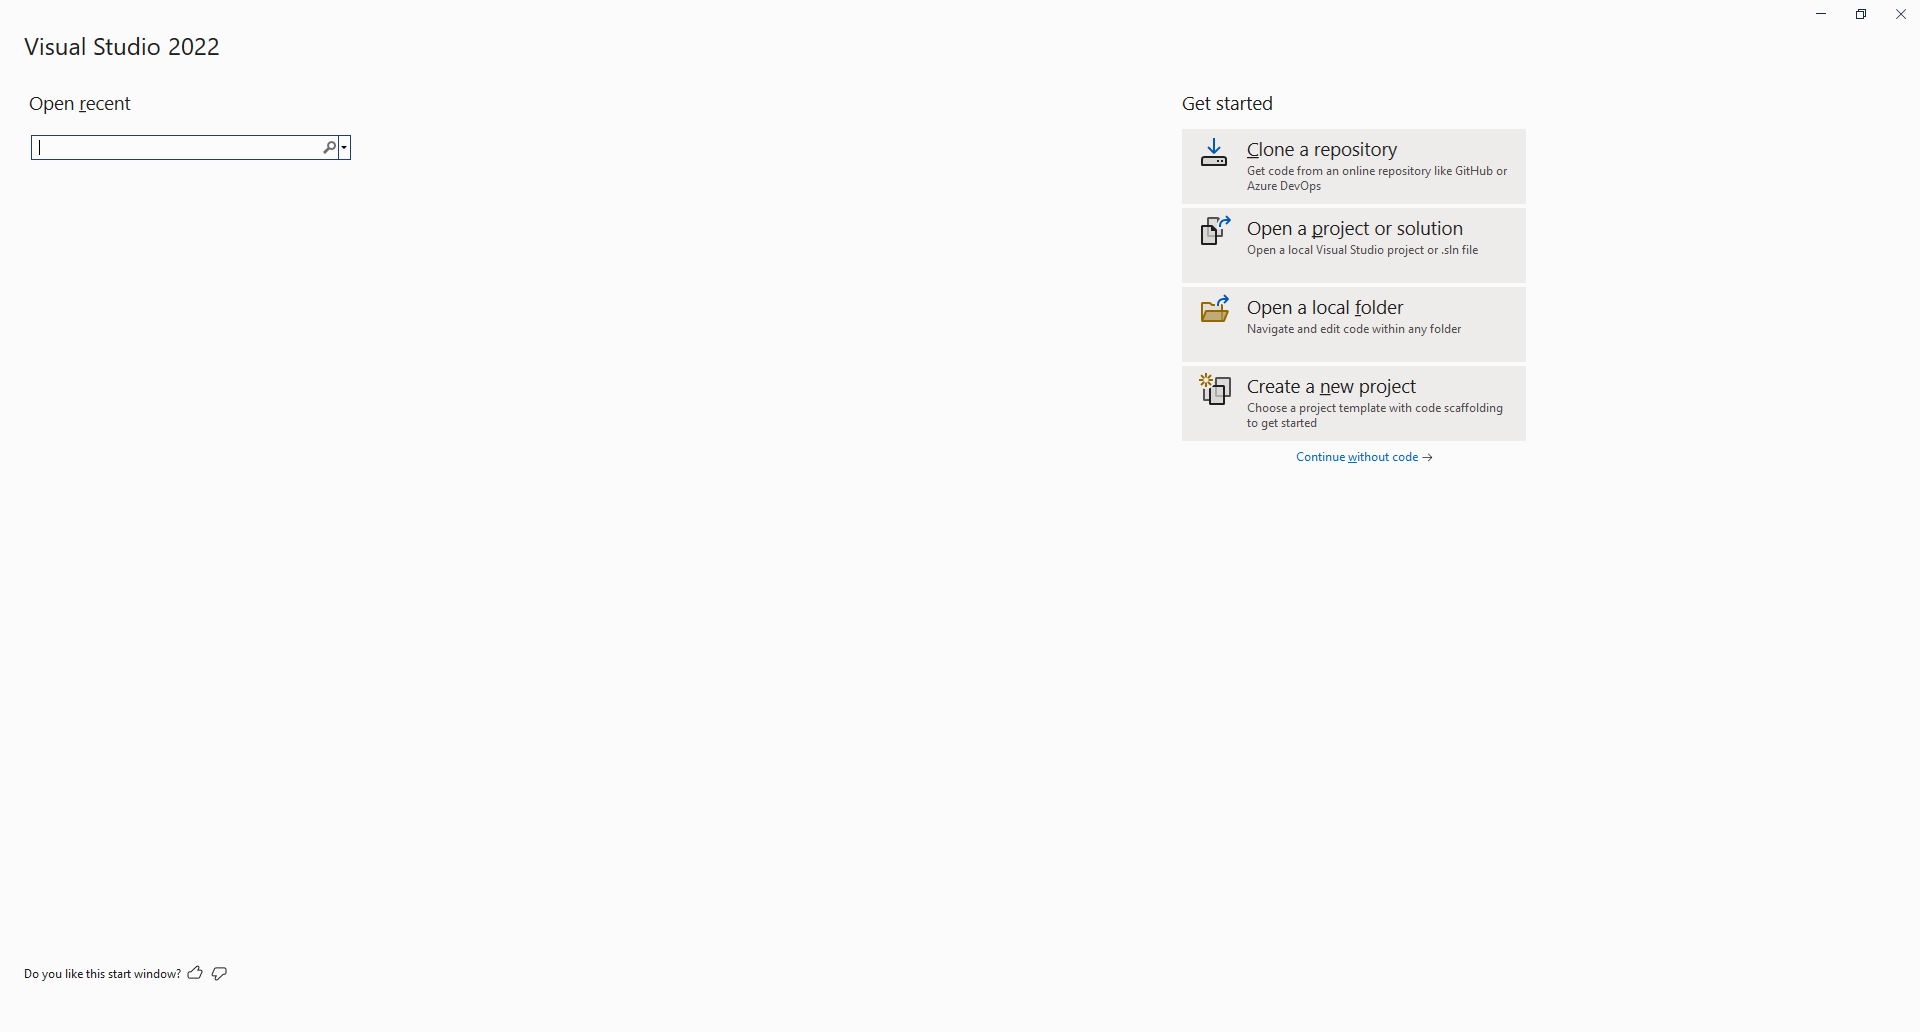 Visual Studio 2022
Open recent
Get started
Clone a repository
Get code from an online repository like GitHub or
Azure DevOps
Open a project or solution
Open a local Visual Studio project or .sln file
Open a local folder
Navigate and edit code within any folder
Create a new project
Choose a project template with code scaffolding
to get started
Continue without code →
Do you like this start window?